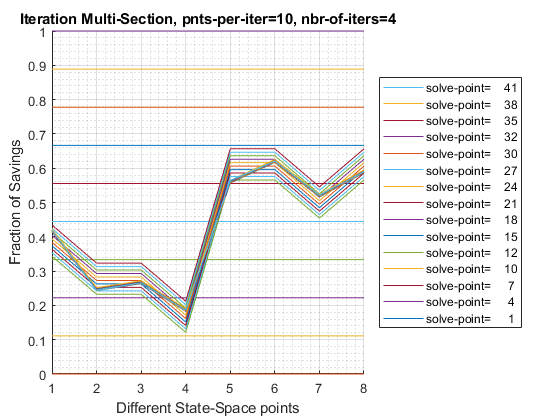 Iteration Multi-Section, pnts-per-iter=10, nbr-of-iters=4
1
0.9
0.8
0.7
0.6
0.5
0.4
0.3
0.2
0.1
0
Fraction of Savings
1 2 3 4 5 6 7 8
Different State-Space points
solve-point= 41
solve-point= 38
solve-point= 35
solve-point= 32
solve-point= 30
solve-point= 27
solve-point= 24
solve-point= 21
solve-point= 18
solve-point= 15
solve-point= 12
solve-point= 10
solve-point= 7
solve-point= 4
solve-point= 1